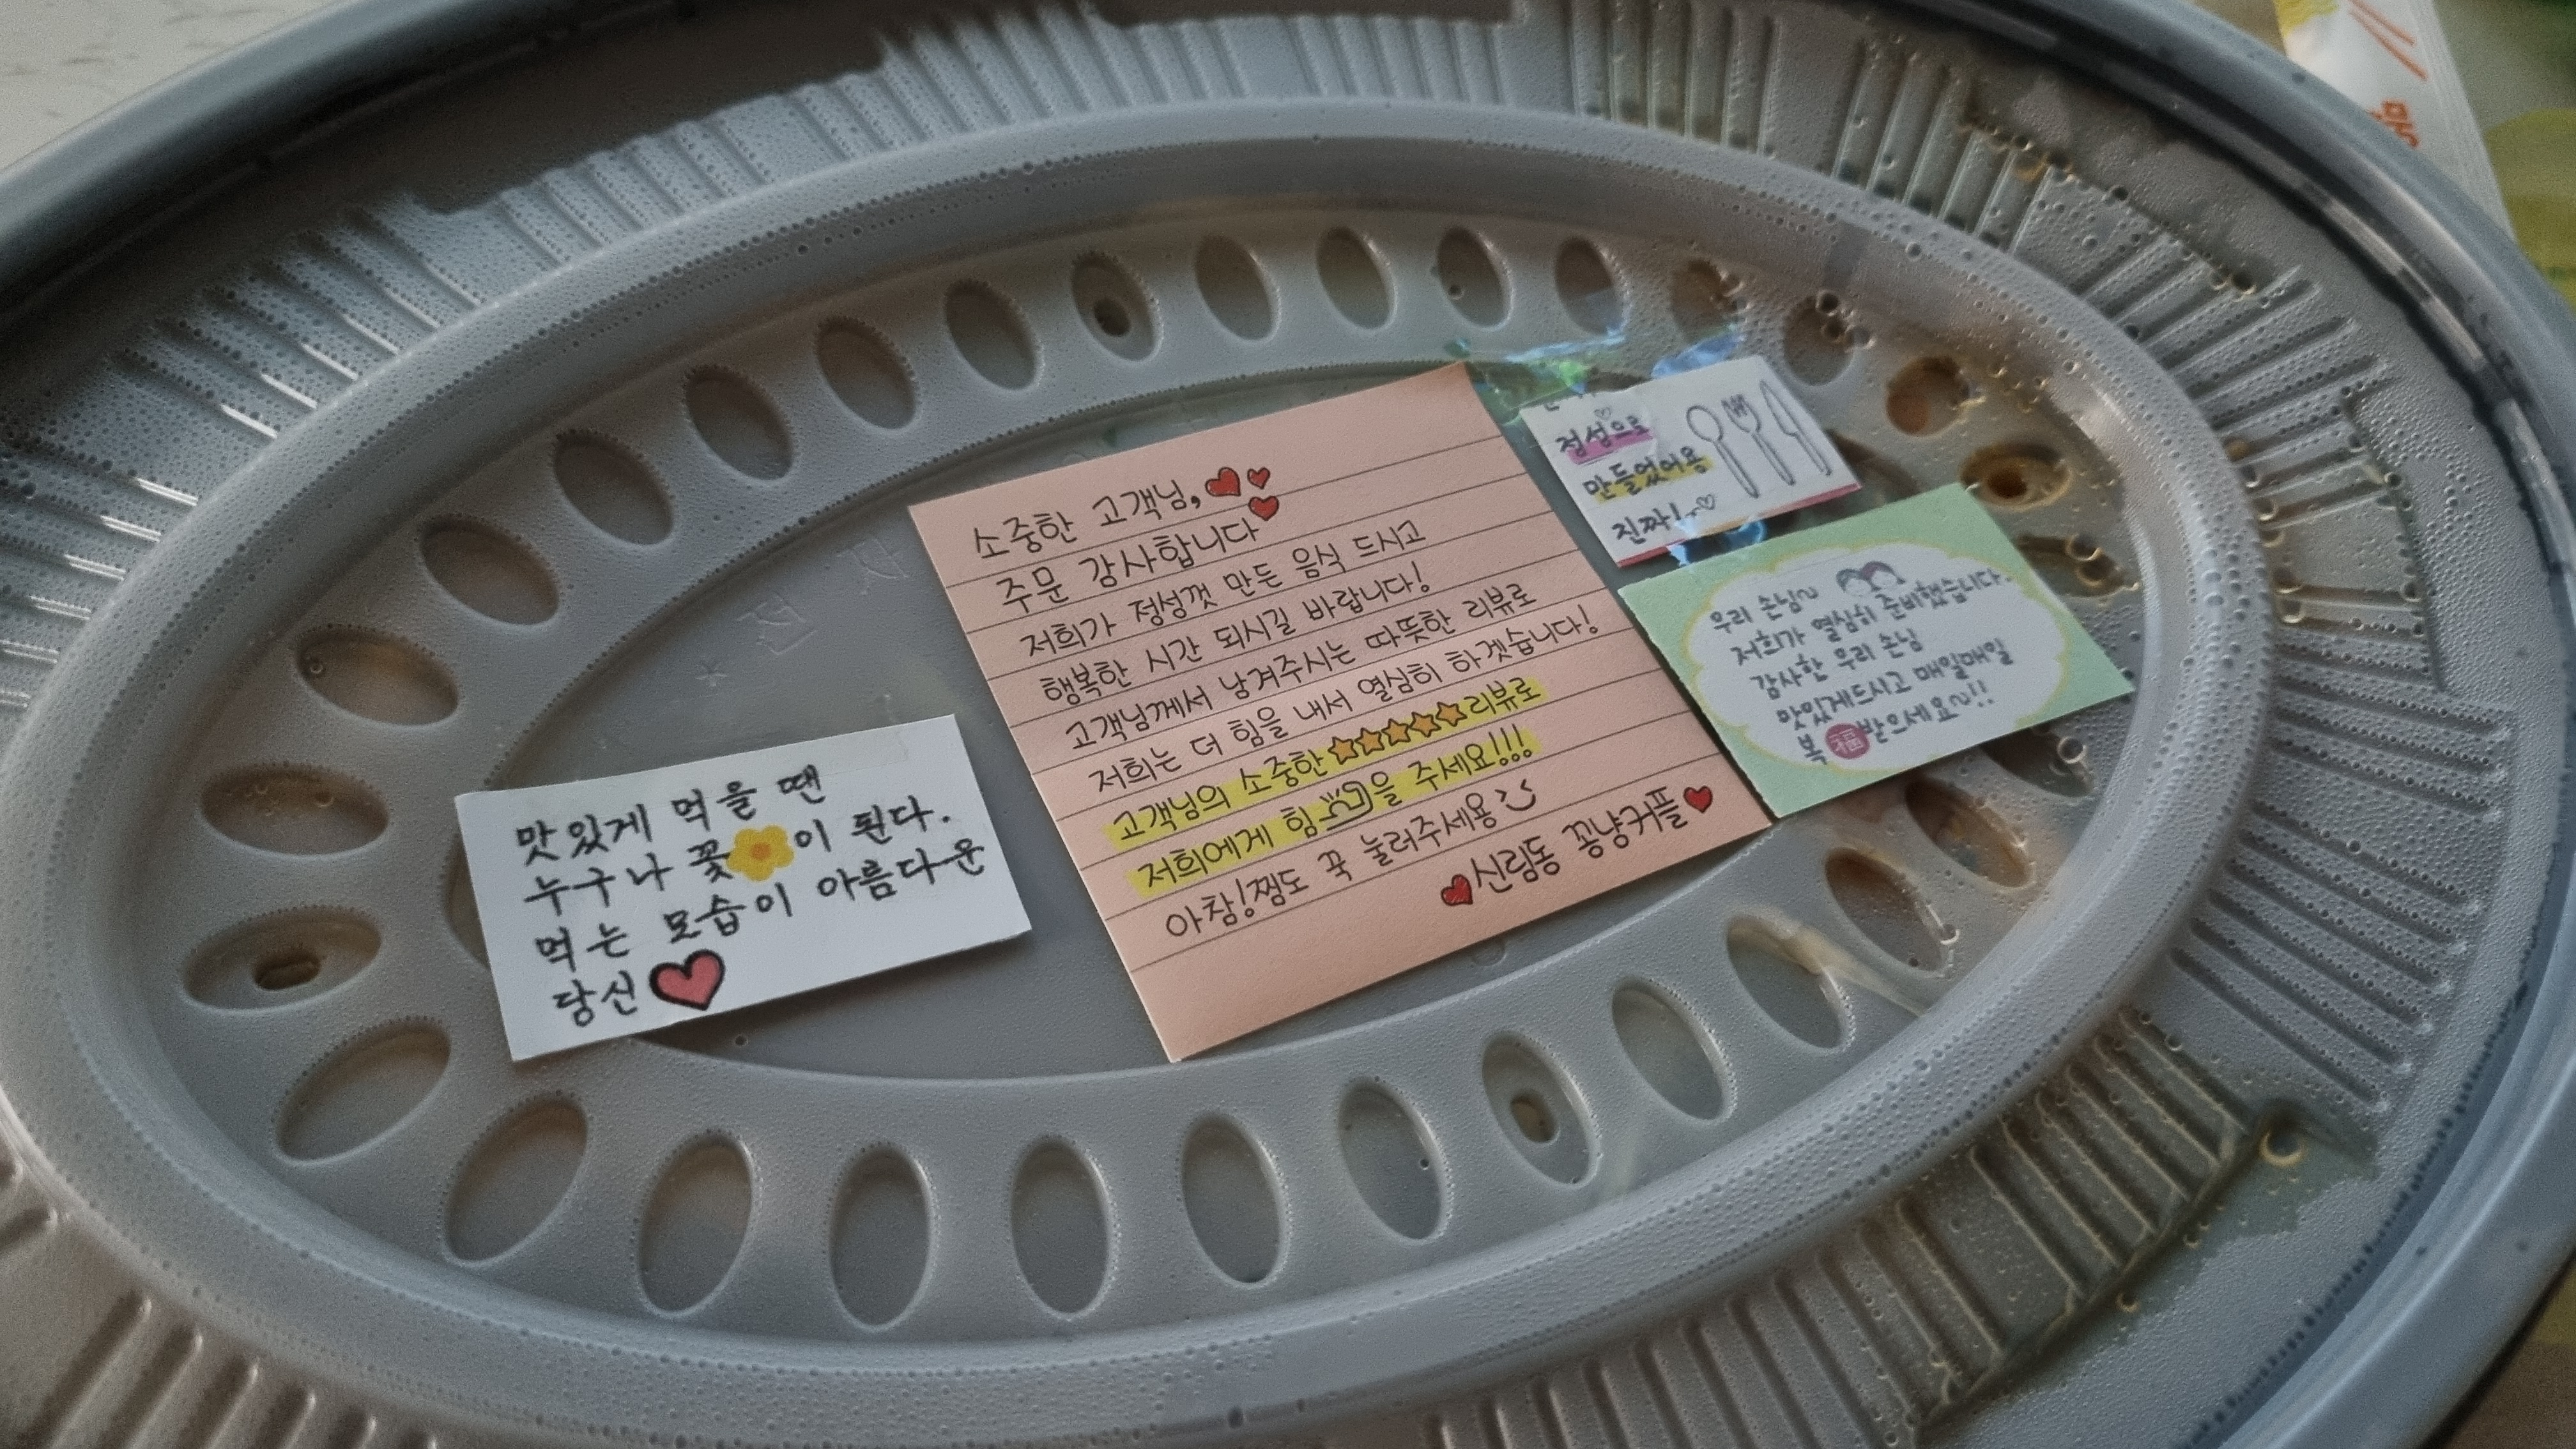 맛있게 먹을 땐
누구나 꽃이 된다.
먹는 모습이 아름다운
당신
소중한 고객님,
주문 감사합니다
저희가 정성껏 만든 음식 드시고
행복한 시간 되시길 바랍니다!
고객님께서 남겨주시는 따뜻한 리뷰로
저희는 더 힘을 내서 열심히 하겠습니다!
고객님의 소중한 ⭐⭐⭐⭐⭐리뷰로
저희에게 힘을 주세요!!!
아참!찜도 꾹 눌러주세용
신림동 꽁냥커플
정성으로
만들었어용
진짜!
우리 손님~
저희가 열심히 준비했습니다.
감사한 우리 손님
맛있게드시고 매일매일
복 福 받으세요~!!